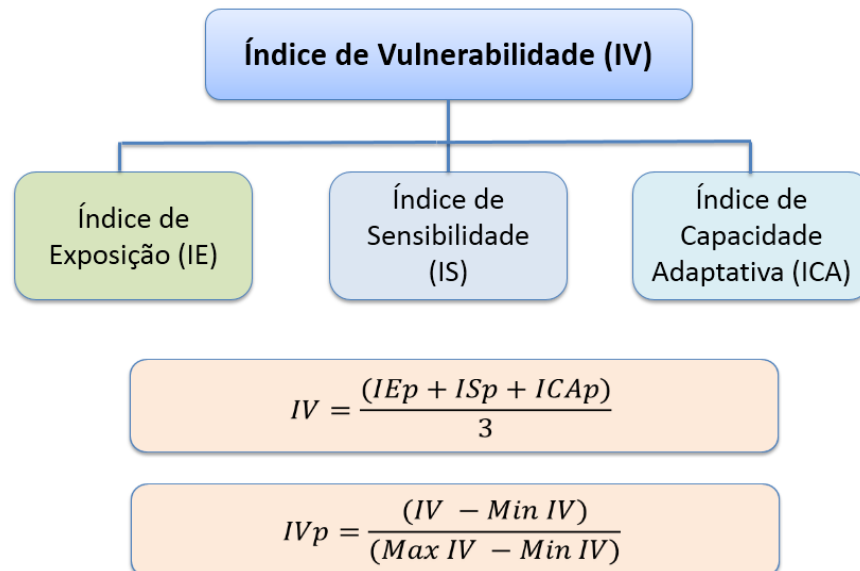 Índice de Vulnerabilidade (IV)
Índice de
Exposição (IE)
Índice de
Sensibilidade
(IS)
Índice de
Capacidade
Adaptativa (ICA)
IV = (IEp + ISp + ICAp) / 3
IVp = (IV − Min IV) / (Max IV − Min IV)